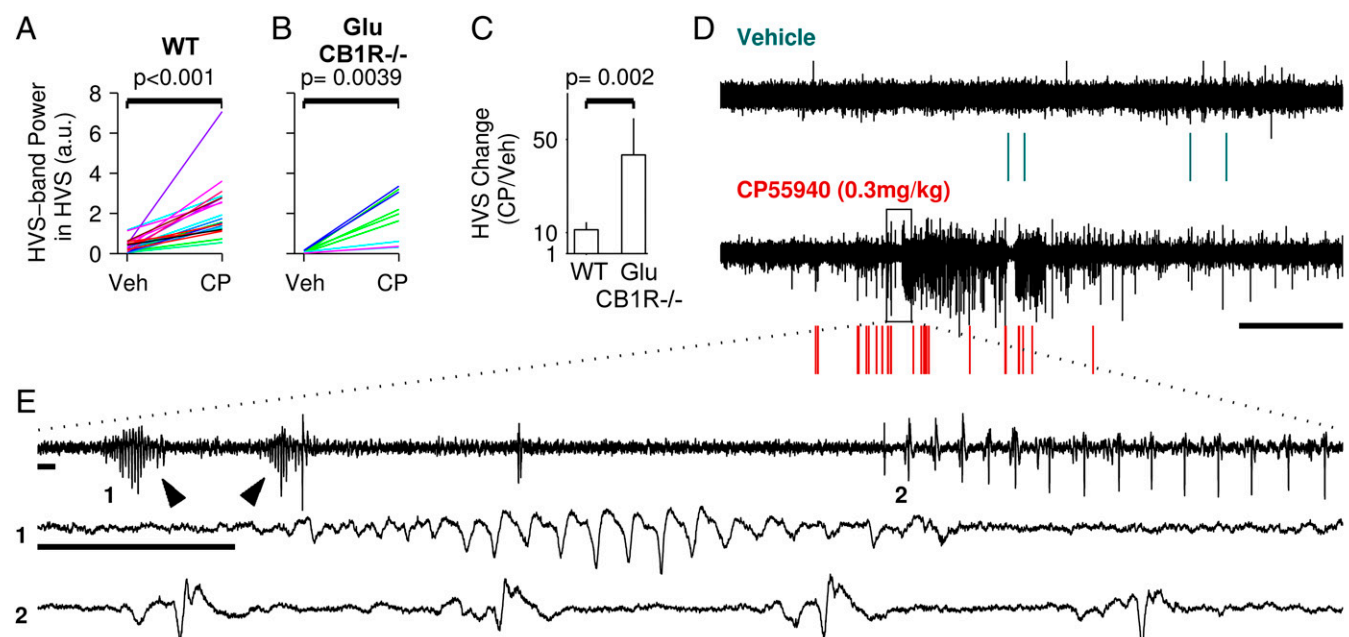 A
WT
p<0.001
HVS–band Power
in HVS (a.u.)
8
6
4
2
0
Veh
CP
B
Glu
CB1R-/-
p= 0.0039
Veh
CP
C
p= 0.002
HVS Change
(CP/Veh)
50
10
1
WT
Glu
CB1R-/-
D
Vehicle
CP55940 (0.3mg/kg)
E
1
2
1
2